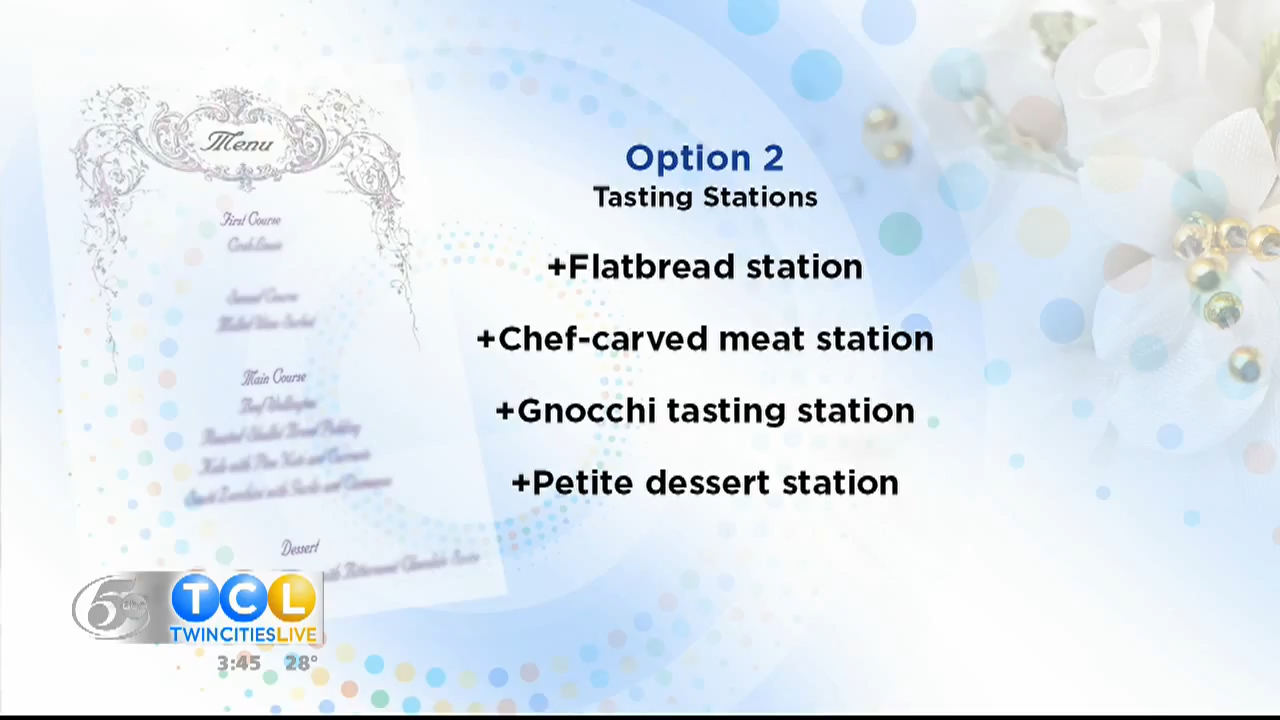 Menu
First Course
Second Course
Main Course
Beef Wellington
Dessert
Option 2
Tasting Stations
+Flatbread station
+Chef-carved meat station
+Gnocchi tasting station
+Petite dessert station
5 abc
TCL
TWINCITIESLIVE
3:45 28°